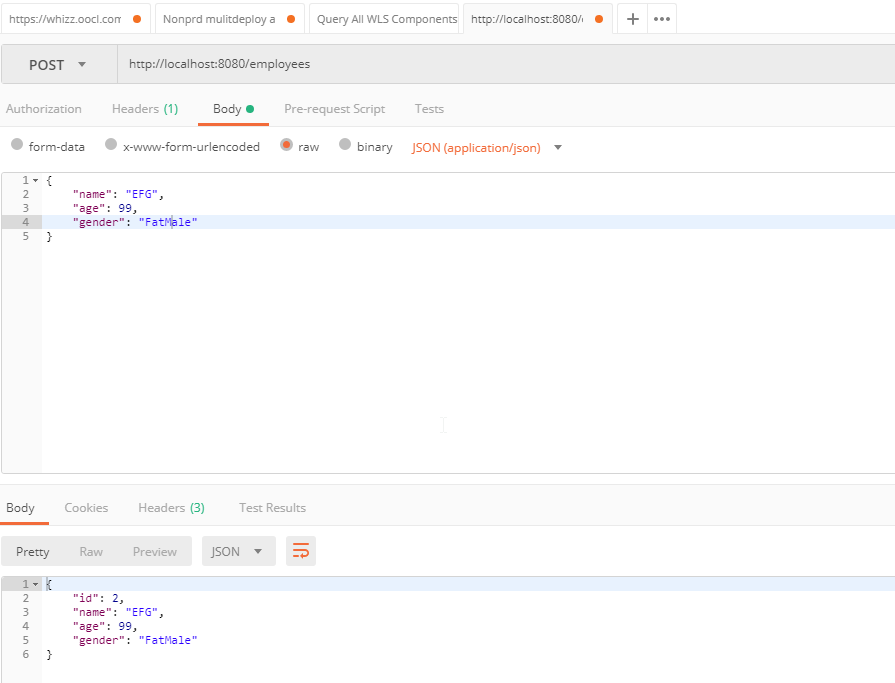 https://whizz.oocl.com Nonprd mulitdeploy a Query All WLS Components http://localhost:8080/
POST http://localhost:8080/employees
Authorization Headers (1) Body Pre-request Script Tests
form-data x-www-form-urlencoded raw binary JSON (application/json)
1 {
2 "name": "EFG",
3 "age": 99,
4 "gender": "FatMale"
5 }
Body Cookies Headers (3) Test Results
Pretty Raw Preview JSON
1 {
2 "id": 2,
3 "name": "EFG",
4 "age": 99,
5 "gender": "FatMale"
6 }